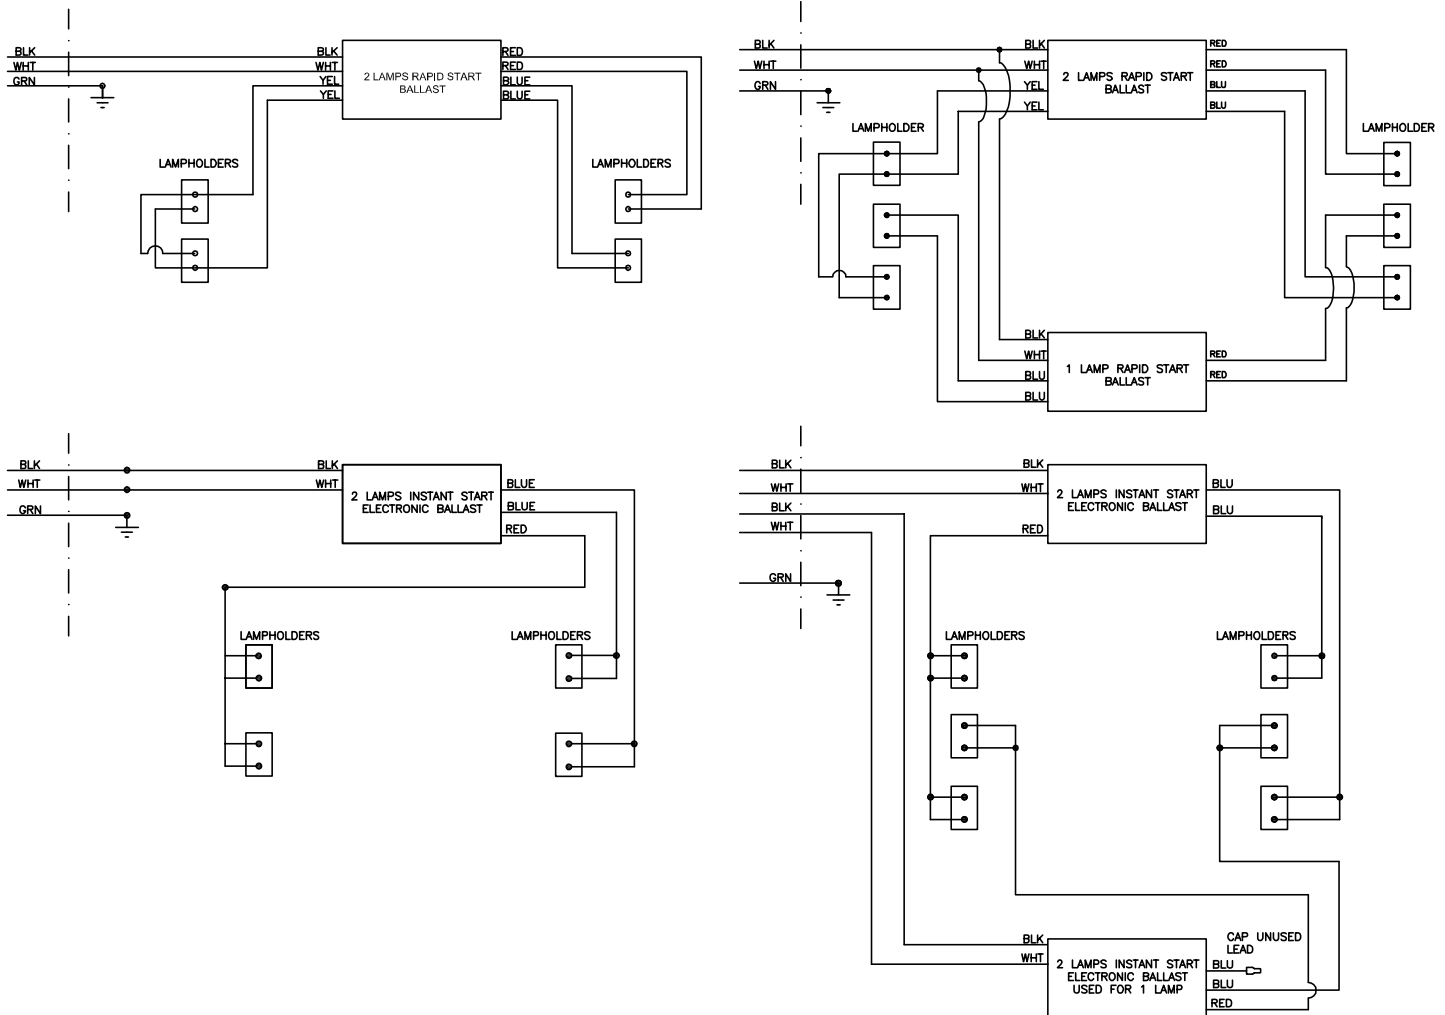 BLK
WHT
GRN
BLK
WHT
YEL
YEL
2 LAMPS RAPID START
BALLAST
RED
RED
BLUE
BLUE
LAMPHOLDERS
LAMPHOLDERS
BLK
WHT
GRN
BLK
WHT
YEL
YEL
2 LAMPS RAPID START
BALLAST
RED
RED
BLU
BLU
LAMPHOLDER
LAMPHOLDER
BLK
WHT
BLU
BLU
1 LAMP RAPID START
BALLAST
RED
RED
BLK
WHT
GRN
BLK
WHT
2 LAMPS INSTANT START
ELECTRONIC BALLAST
BLUE
BLUE
RED
LAMPHOLDERS
LAMPHOLDERS
BLK
WHT
BLK
WHT
GRN
BLK
WHT
RED
2 LAMPS INSTANT START
ELECTRONIC BALLAST
BLU
BLU
LAMPHOLDERS
LAMPHOLDERS
BLK
WHT
2 LAMPS INSTANT START
ELECTRONIC BALLAST
USED FOR 1 LAMP
CAP UNUSED
LEAD
BLU
BLU
RED